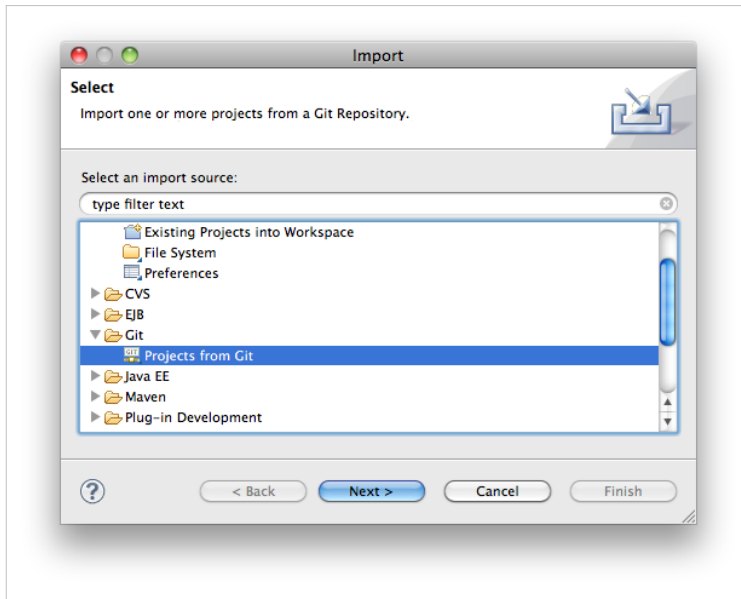 Import
Select
Import one or more projects from a Git Repository.
Select an import source:
type filter text
Existing Projects into Workspace
File System
Preferences
CVS
EJB
Git
GIT
Projects from Git
Java EE
Maven
Plug-in Development
?
< Back
Next >
Cancel
Finish